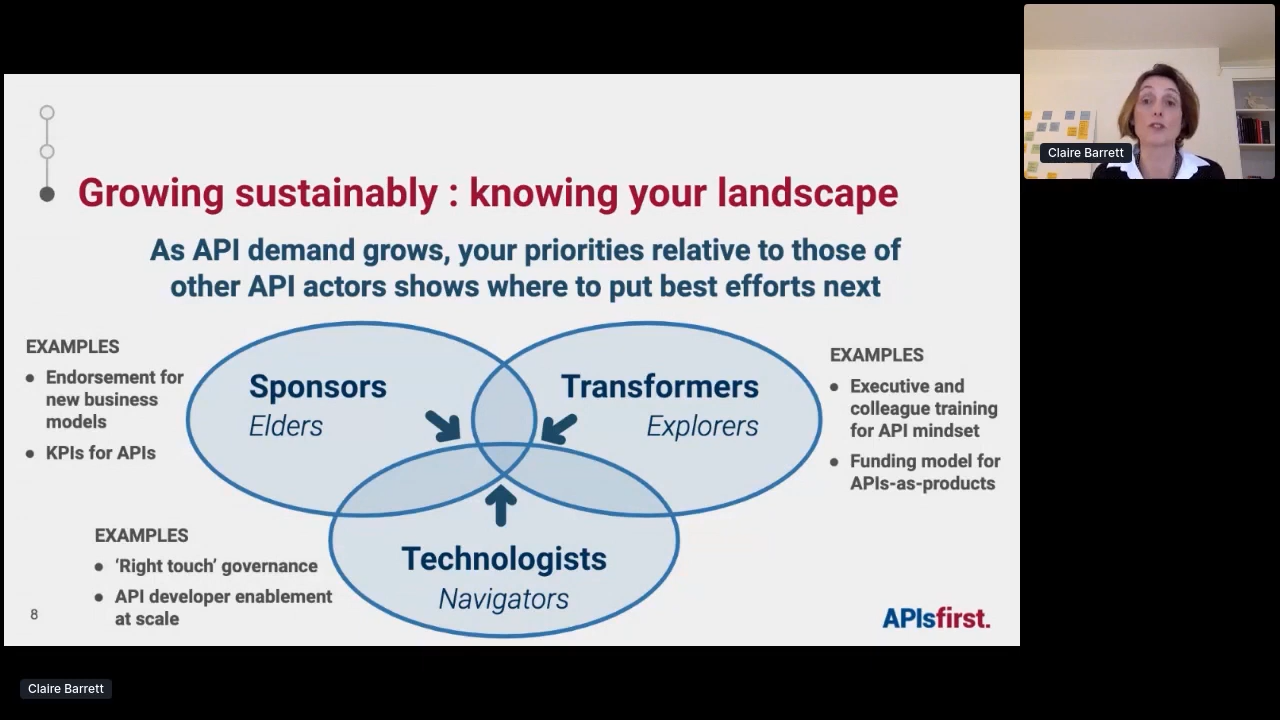 Growing sustainably : knowing your landscape
As API demand grows, your priorities relative to those of
other API actors shows where to put best efforts next
EXAMPLES
Endorsement for
new business
models
KPIs for APIs
Sponsors
Elders
Transformers
Explorers
EXAMPLES
Executive and
colleague training
for API mindset
Funding model for
APIs-as-products
EXAMPLES
‘Right touch’ governance
API developer enablement
at scale
Technologists
Navigators
8
APIsfirst.
Claire Barrett
Claire Barrett